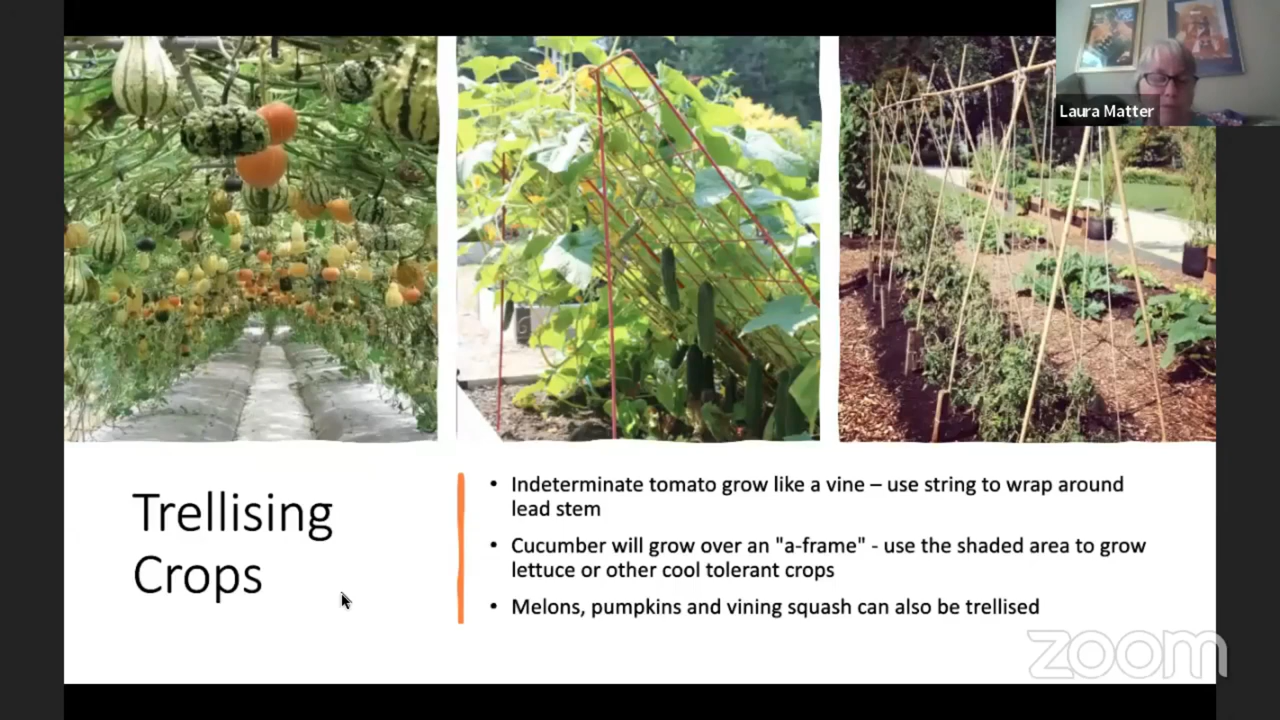 Laura Matter
Trellising
Crops
• Indeterminate tomato grow like a vine – use string to wrap around
lead stem
• Cucumber will grow over an "a-frame" - use the shaded area to grow
lettuce or other cool tolerant crops
• Melons, pumpkins and vining squash can also be trellised
zoom